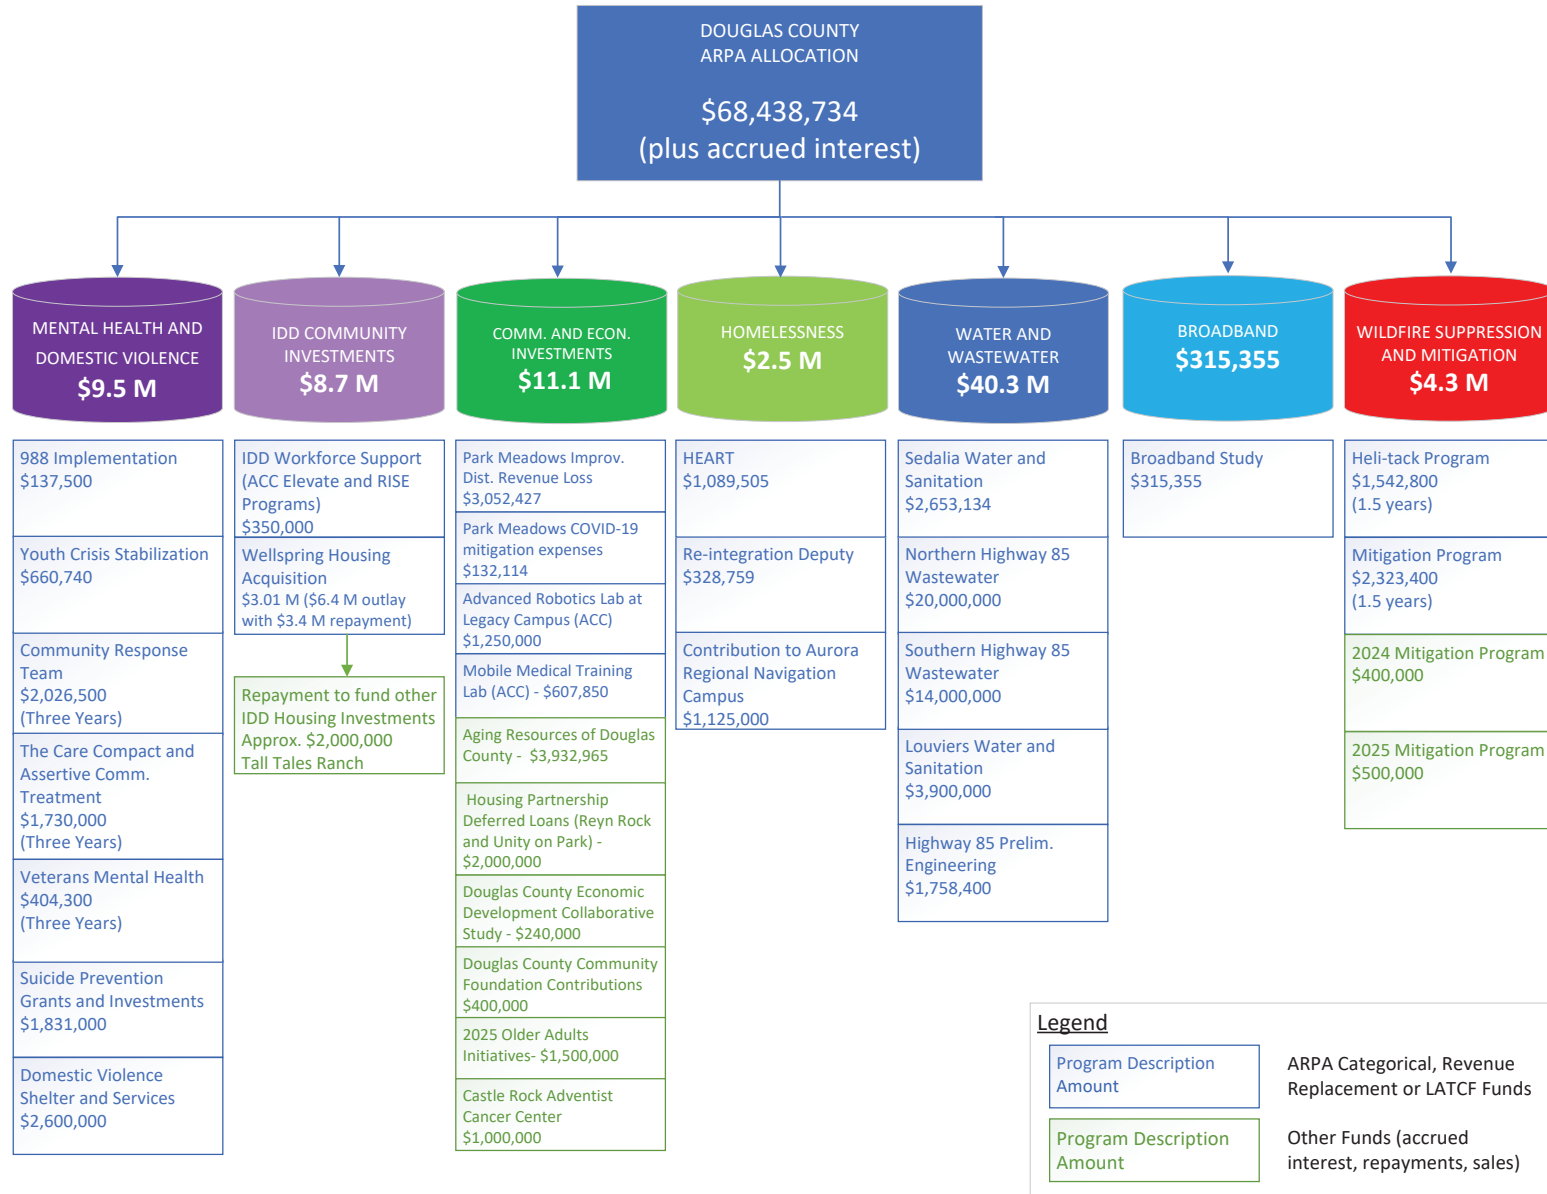 DOUGLAS COUNTY
ARPA ALLOCATION
$68,438,734
(plus accrued interest)
MENTAL HEALTH AND
DOMESTIC VIOLENCE
$9.5 M
988 Implementation
$137,500
Youth Crisis Stabilization
$660,740
Community Response
Team
$2,026,500
(Three Years)
The Care Compact and
Assertive Comm.
Treatment
$1,730,000
(Three Years)
Veterans Mental Health
$404,300
(Three Years)
Suicide Prevention
Grants and Investments
$1,831,000
Domestic Violence
Shelter and Services
$2,600,000
IDD COMMUNITY
INVESTMENTS
$8.7 M
IDD Workforce Support
(ACC Elevate and RISE
Programs)
$350,000
Wellspring Housing
Acquisition
$3.01 M ($6.4 M outlay
with $3.4 M repayment)
Repayment to fund other
IDD Housing Investments
Approx. $2,000,000
Tall Tales Ranch
COMM. AND ECON.
INVESTMENTS
$11.1 M
Park Meadows Improv.
Dist. Revenue Loss
$3,052,427
Park Meadows COVID-19
mitigation expenses
$132,114
Advanced Robotics Lab at
Legacy Campus (ACC)
$1,250,000
Mobile Medical Training
Lab (ACC) - $607,850
Aging Resources of Douglas
County - $3,932,965
Housing Partnership
Deferred Loans (Reyn Rock
and Unity on Park) -
$2,000,000
Douglas County Economic
Development Collaborative
Study - $240,000
Douglas County Community
Foundation Contributions
$400,000
2025 Older Adults
Initiatives- $1,500,000
Castle Rock Adventist
Cancer Center
$1,000,000
HOMELESSNESS
$2.5 M
HEART
$1,089,505
Re-integration Deputy
$328,759
Contribution to Aurora
Regional Navigation
Campus
$1,125,000
WATER AND
WASTEWATER
$40.3 M
Sedalia Water and
Sanitation
$2,653,134
Northern Highway 85
Wastewater
$20,000,000
Southern Highway 85
Wastewater
$14,000,000
Louviers Water and
Sanitation
$3,900,000
Highway 85 Prelim.
Engineering
$1,758,400
BROADBAND
$315,355
Broadband Study
$315,355
WILDFIRE SUPPRESSION
AND MITIGATION
$4.3 M
Heli-tack Program
$1,542,800
(1.5 years)
Mitigation Program
$2,323,400
(1.5 years)
2024 Mitigation Program
$400,000
2025 Mitigation Program
$500,000
Legend
Program Description
Amount
ARPA Categorical, Revenue
Replacement or LATCF Funds
Program Description
Amount
Other Funds (accrued
interest, repayments, sales)